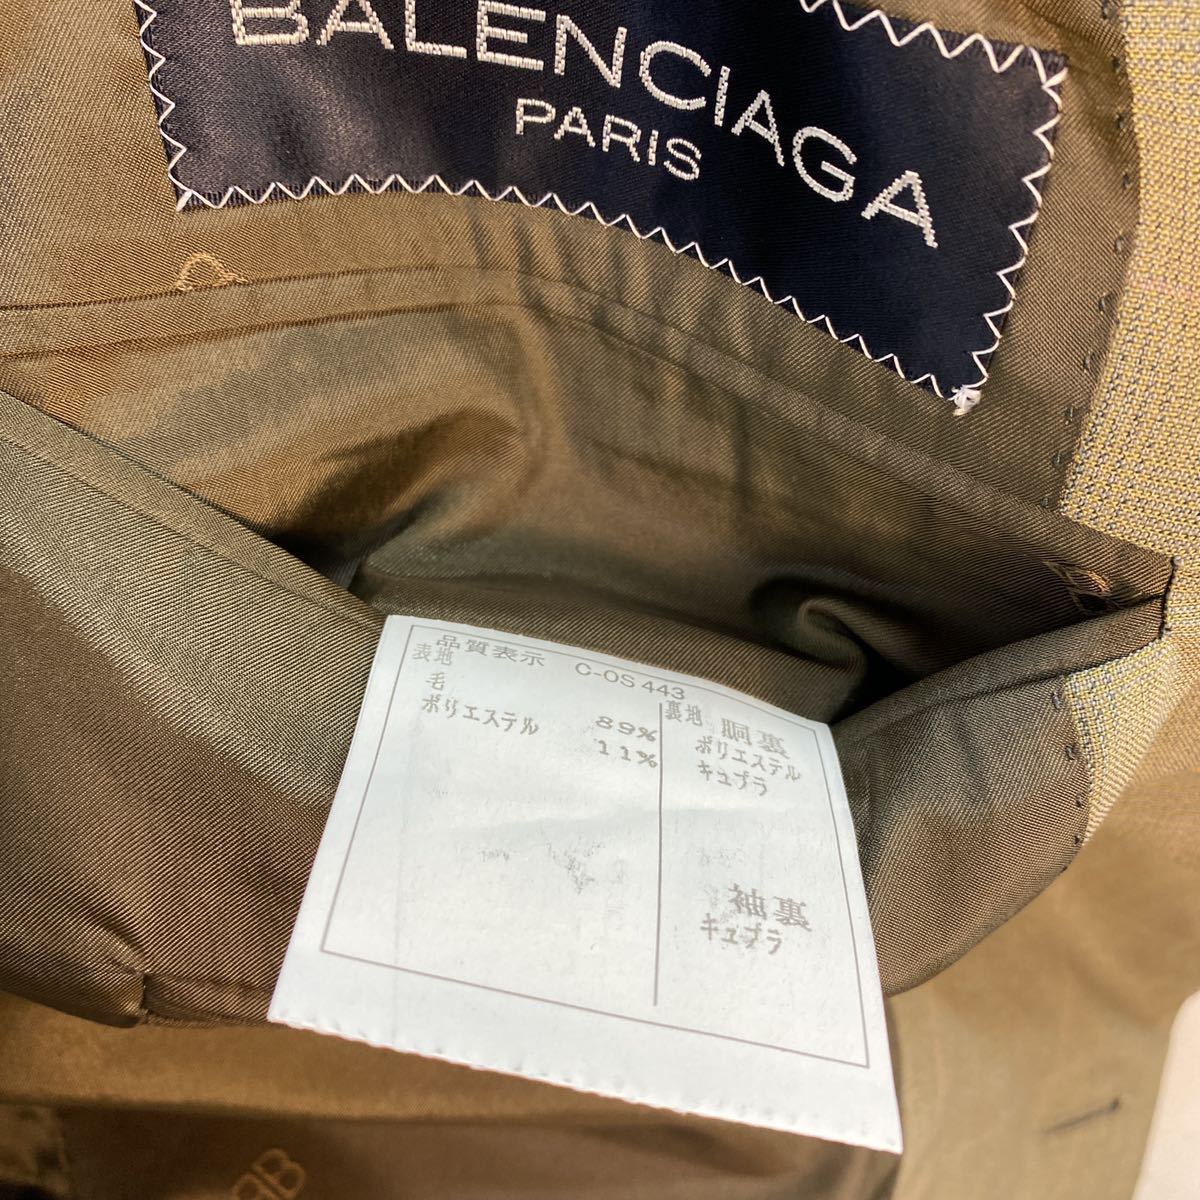 BALENCIAGA
PARIS
品質表示 C-OS 443
表地
毛 89%
ポリエステル 11%
裏地 胴裏
ポリエステル
キュプラ
袖裏
キュプラ
B